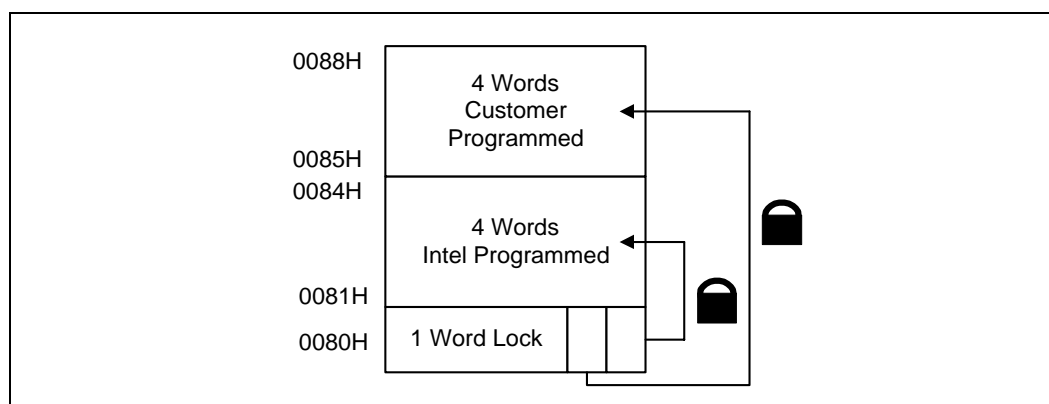 0088H
4 Words
Customer
Programmed
0085H
0084H
4 Words
Intel Programmed
0081H
0080H
1 Word Lock